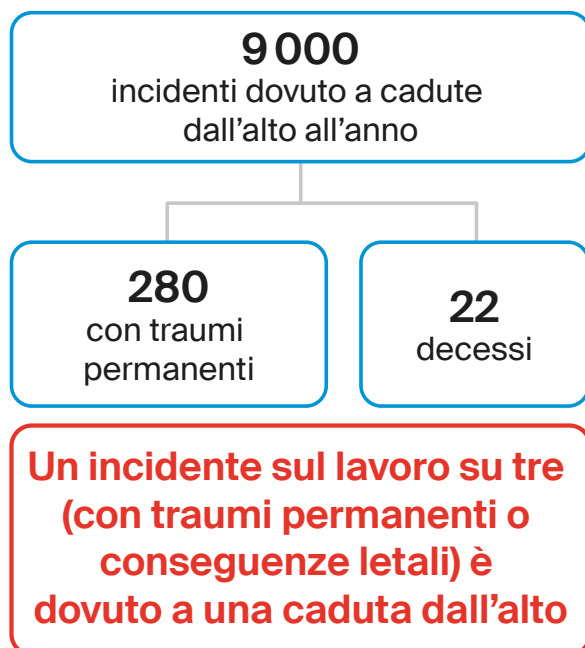 9 000
incidenti dovuto a cadute
dall’alto all’anno
280
con traumi
permanenti
22
decessi
Un incidente sul lavoro su tre
(con traumi permanenti o
conseguenze letali) è
dovuto a una caduta dall’alto